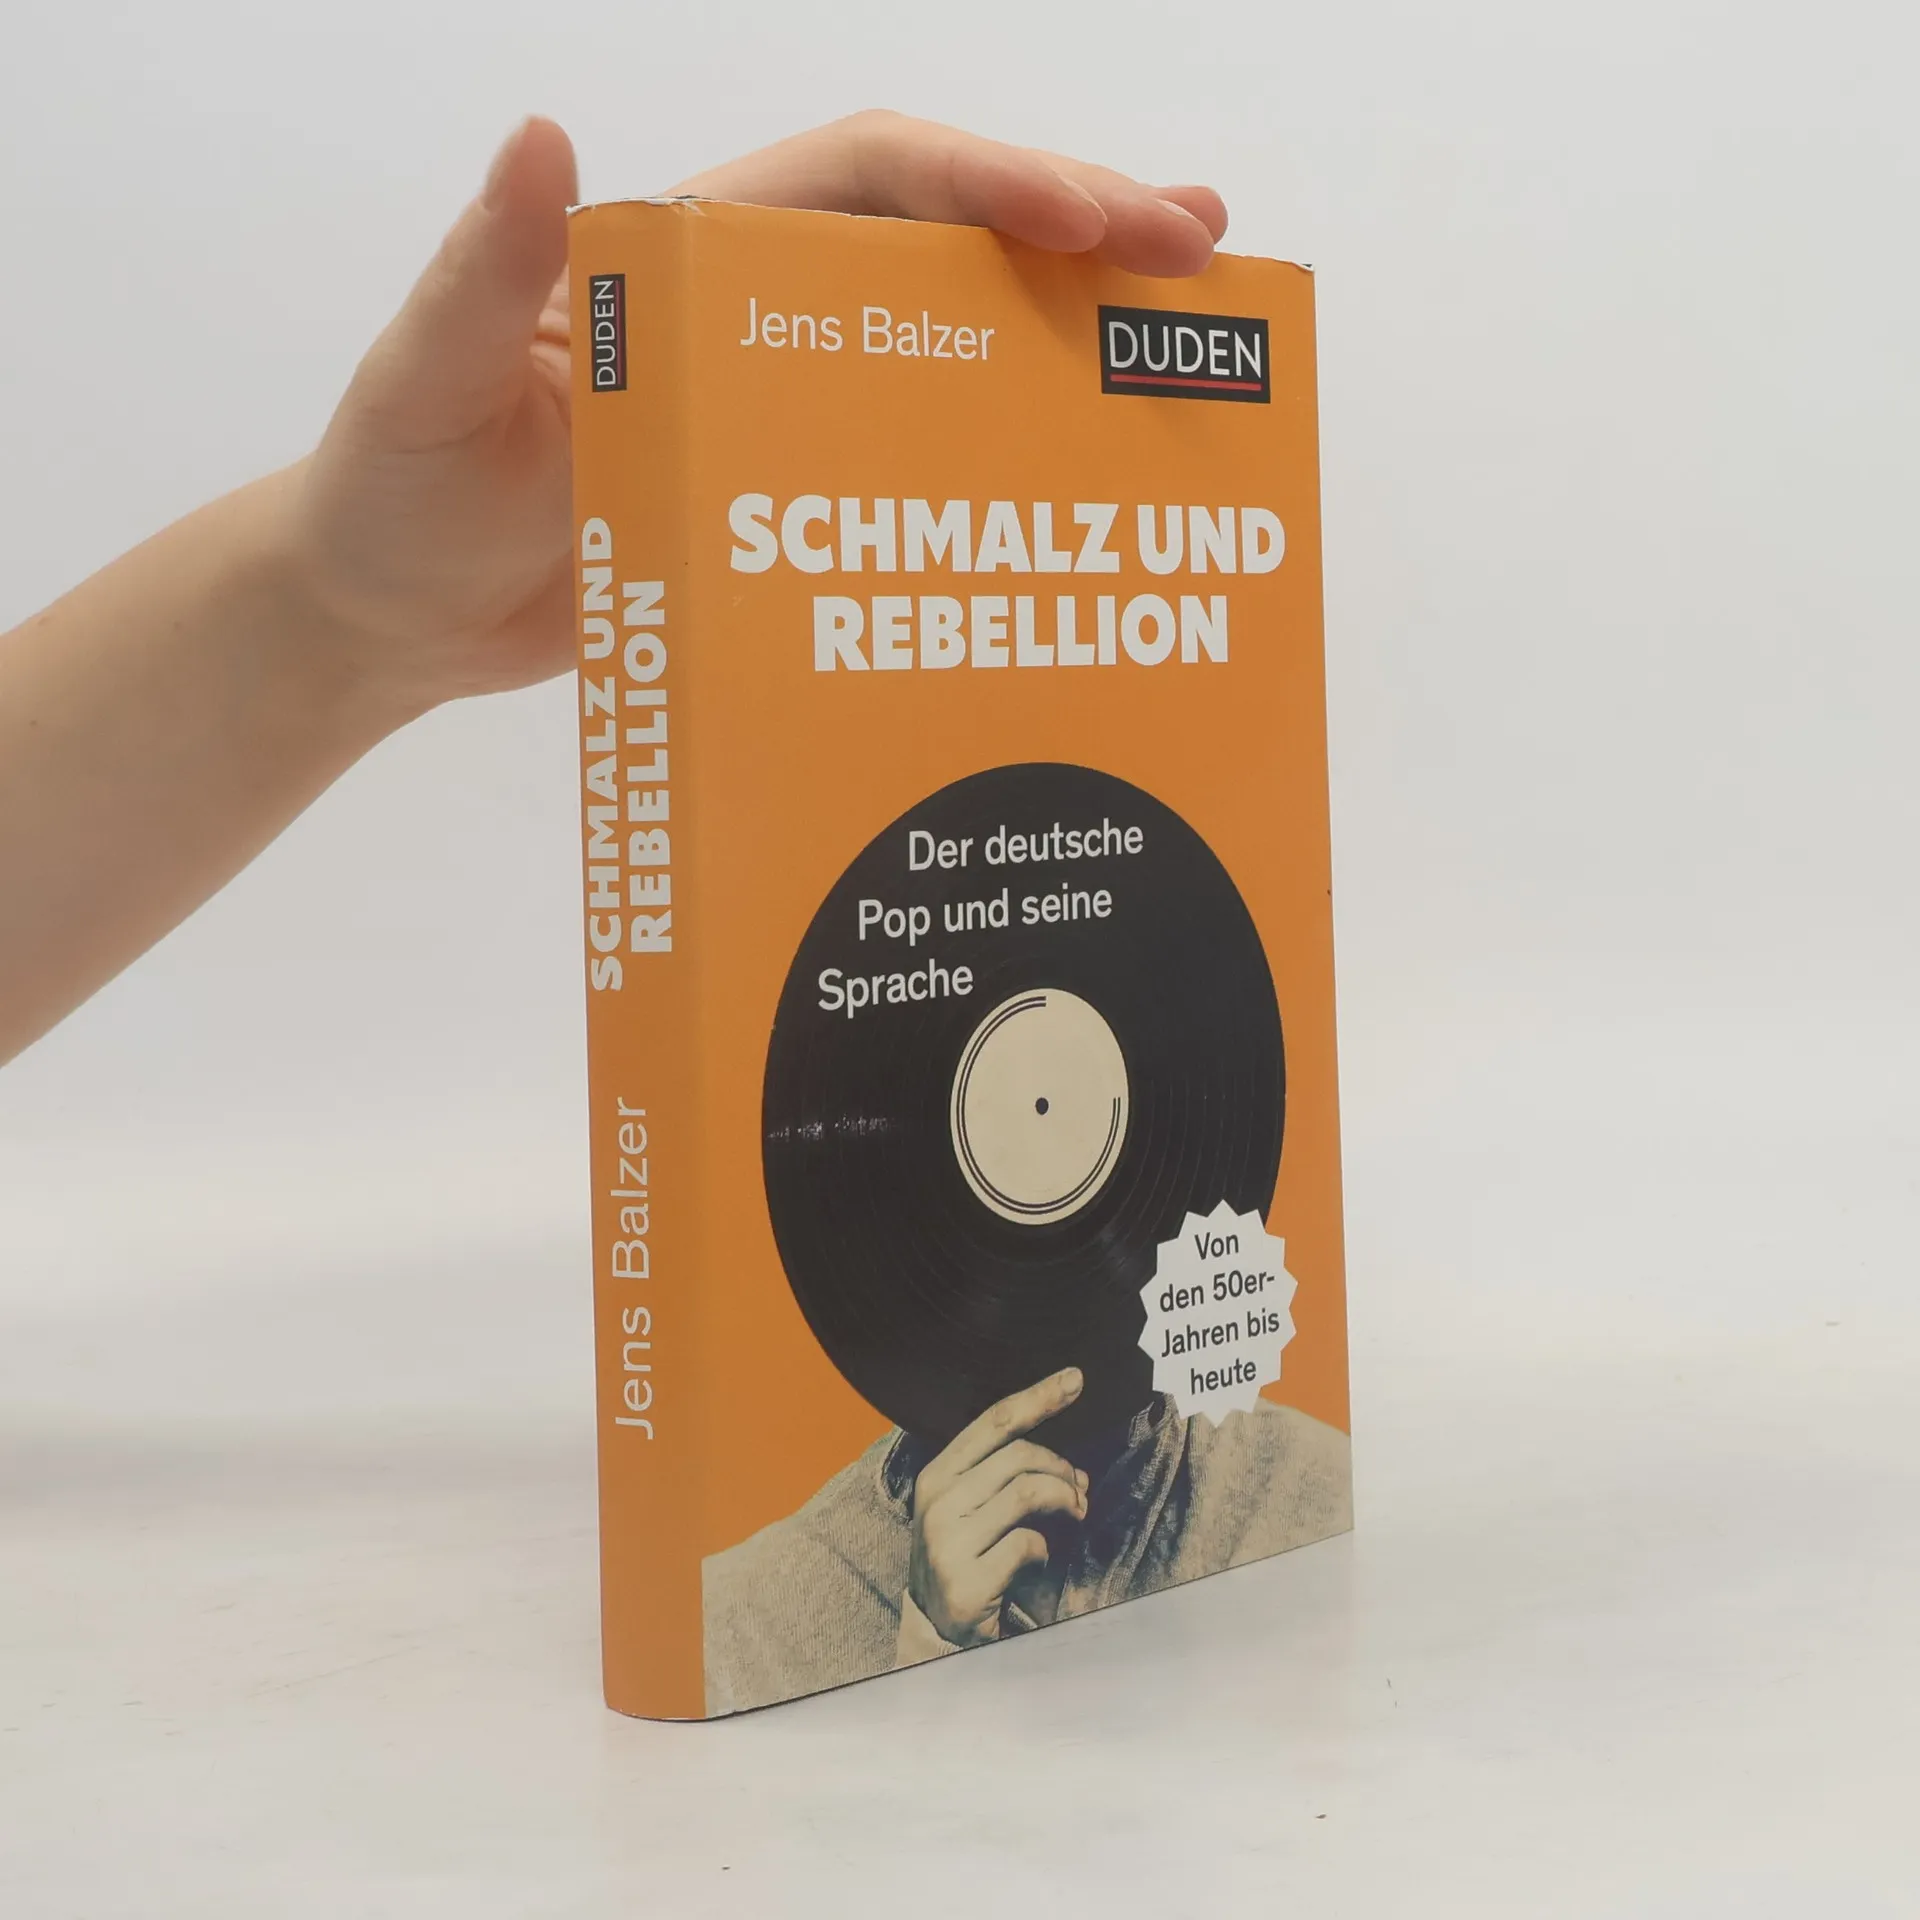 DUDEN
SCHMALZ UND
REBELLION
Jens Balzer
Jens Balzer
DUDEN
SCHMALZ UND
REBELLION
Der deutsche
Pop und seine
Sprache
Von
den 50er-
Jahren bis
heute